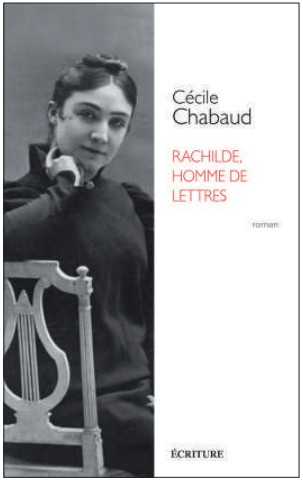 Cécile
Chabaud
RACHILDE,
HOMME DE
LETTRES
roman
ÉCRITURE